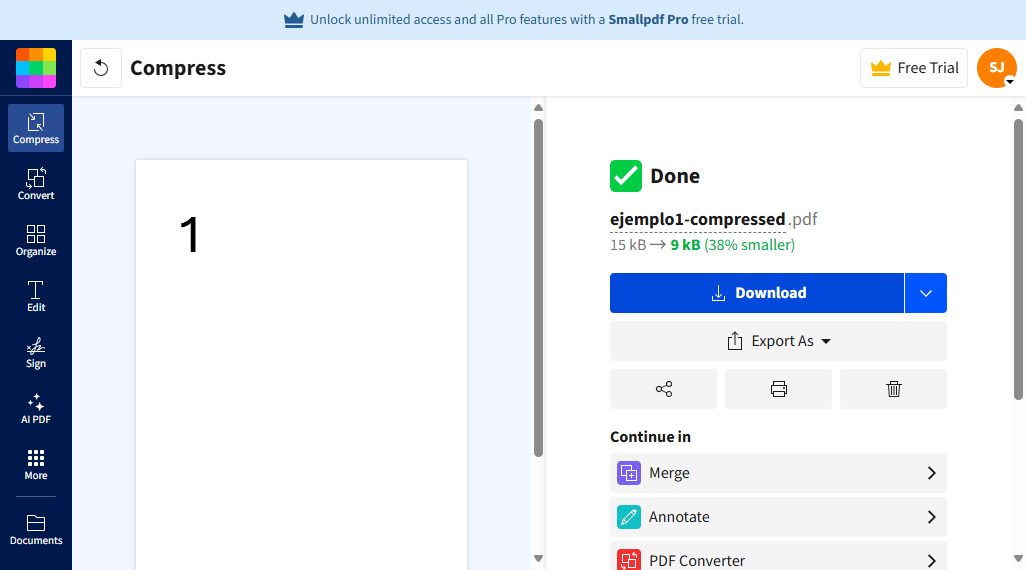 Unlock unlimited access and all Pro features with a Smallpdf Pro free trial.
Compress
Free Trial
SJ
Compress
Convert
Organize
Edit
Sign
AI PDF
More
Documents
1
Done
ejemplo1-compressed.pdf
15 kB → 9 kB (38% smaller)
Download
Export As
Continue in
Merge
Annotate
PDF Converter